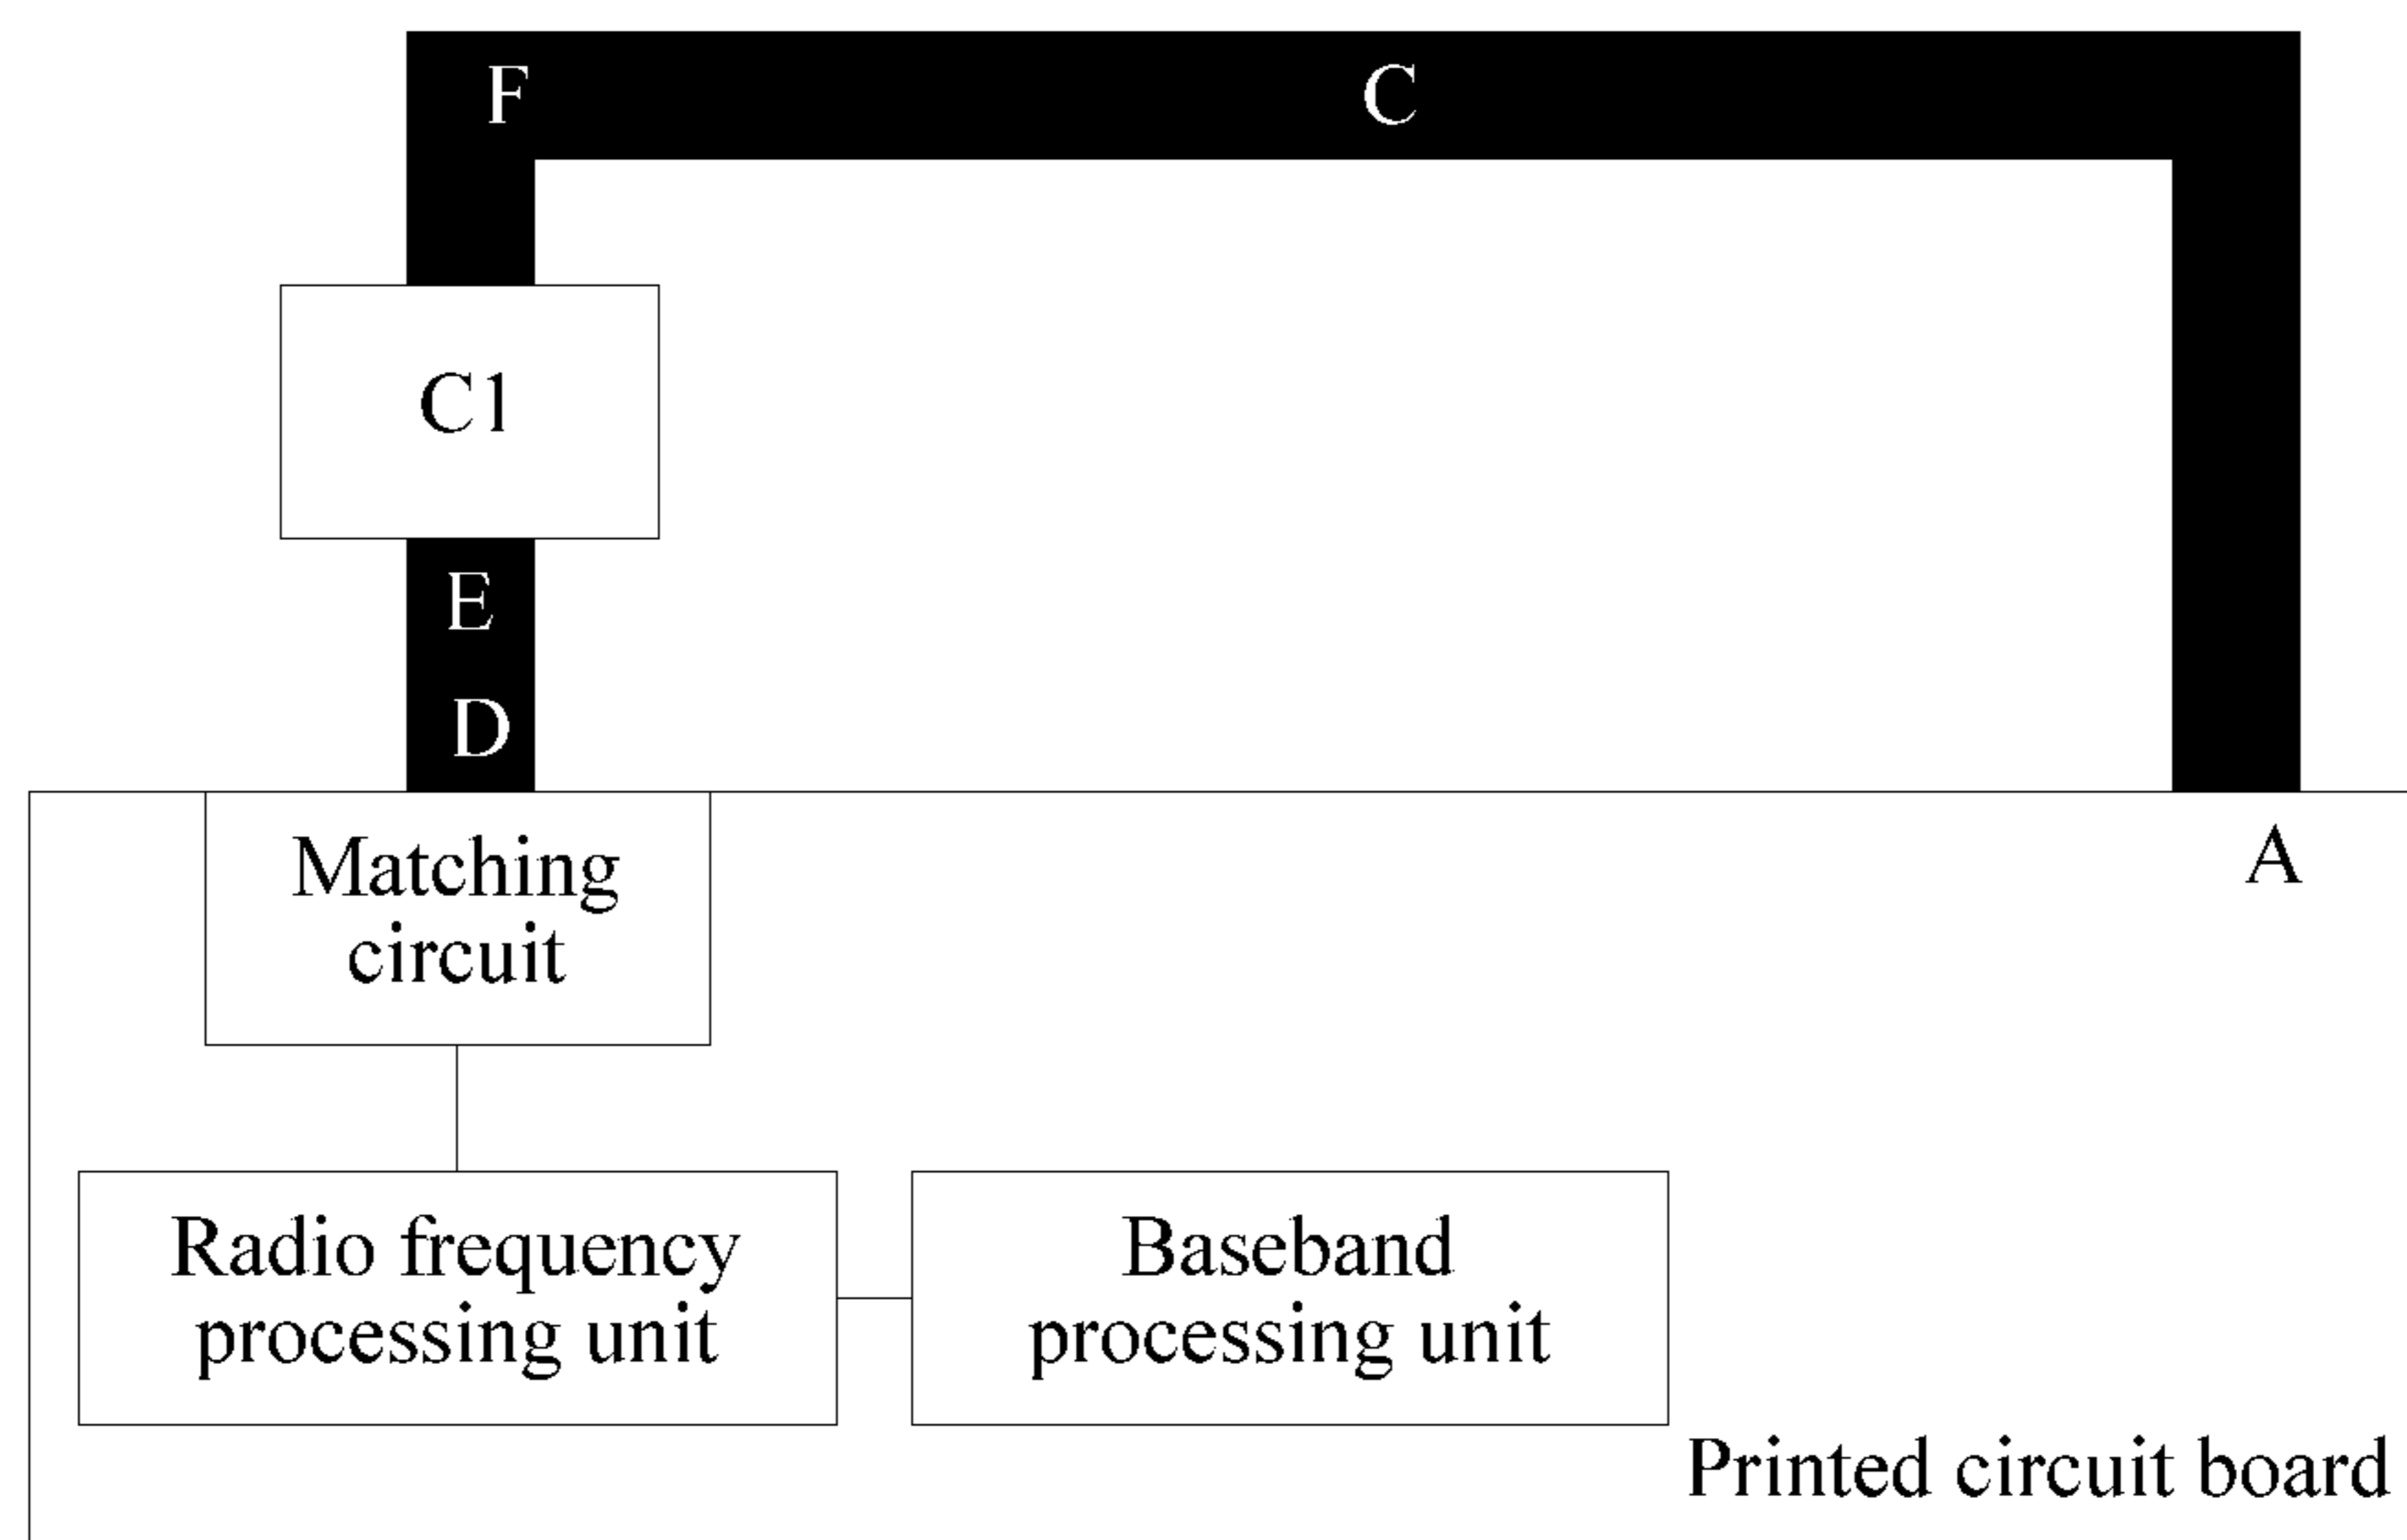 F
C
C1
E
D
Matching
circuit
A
Radio frequency
processing unit
Baseband
processing unit
Printed circuit board